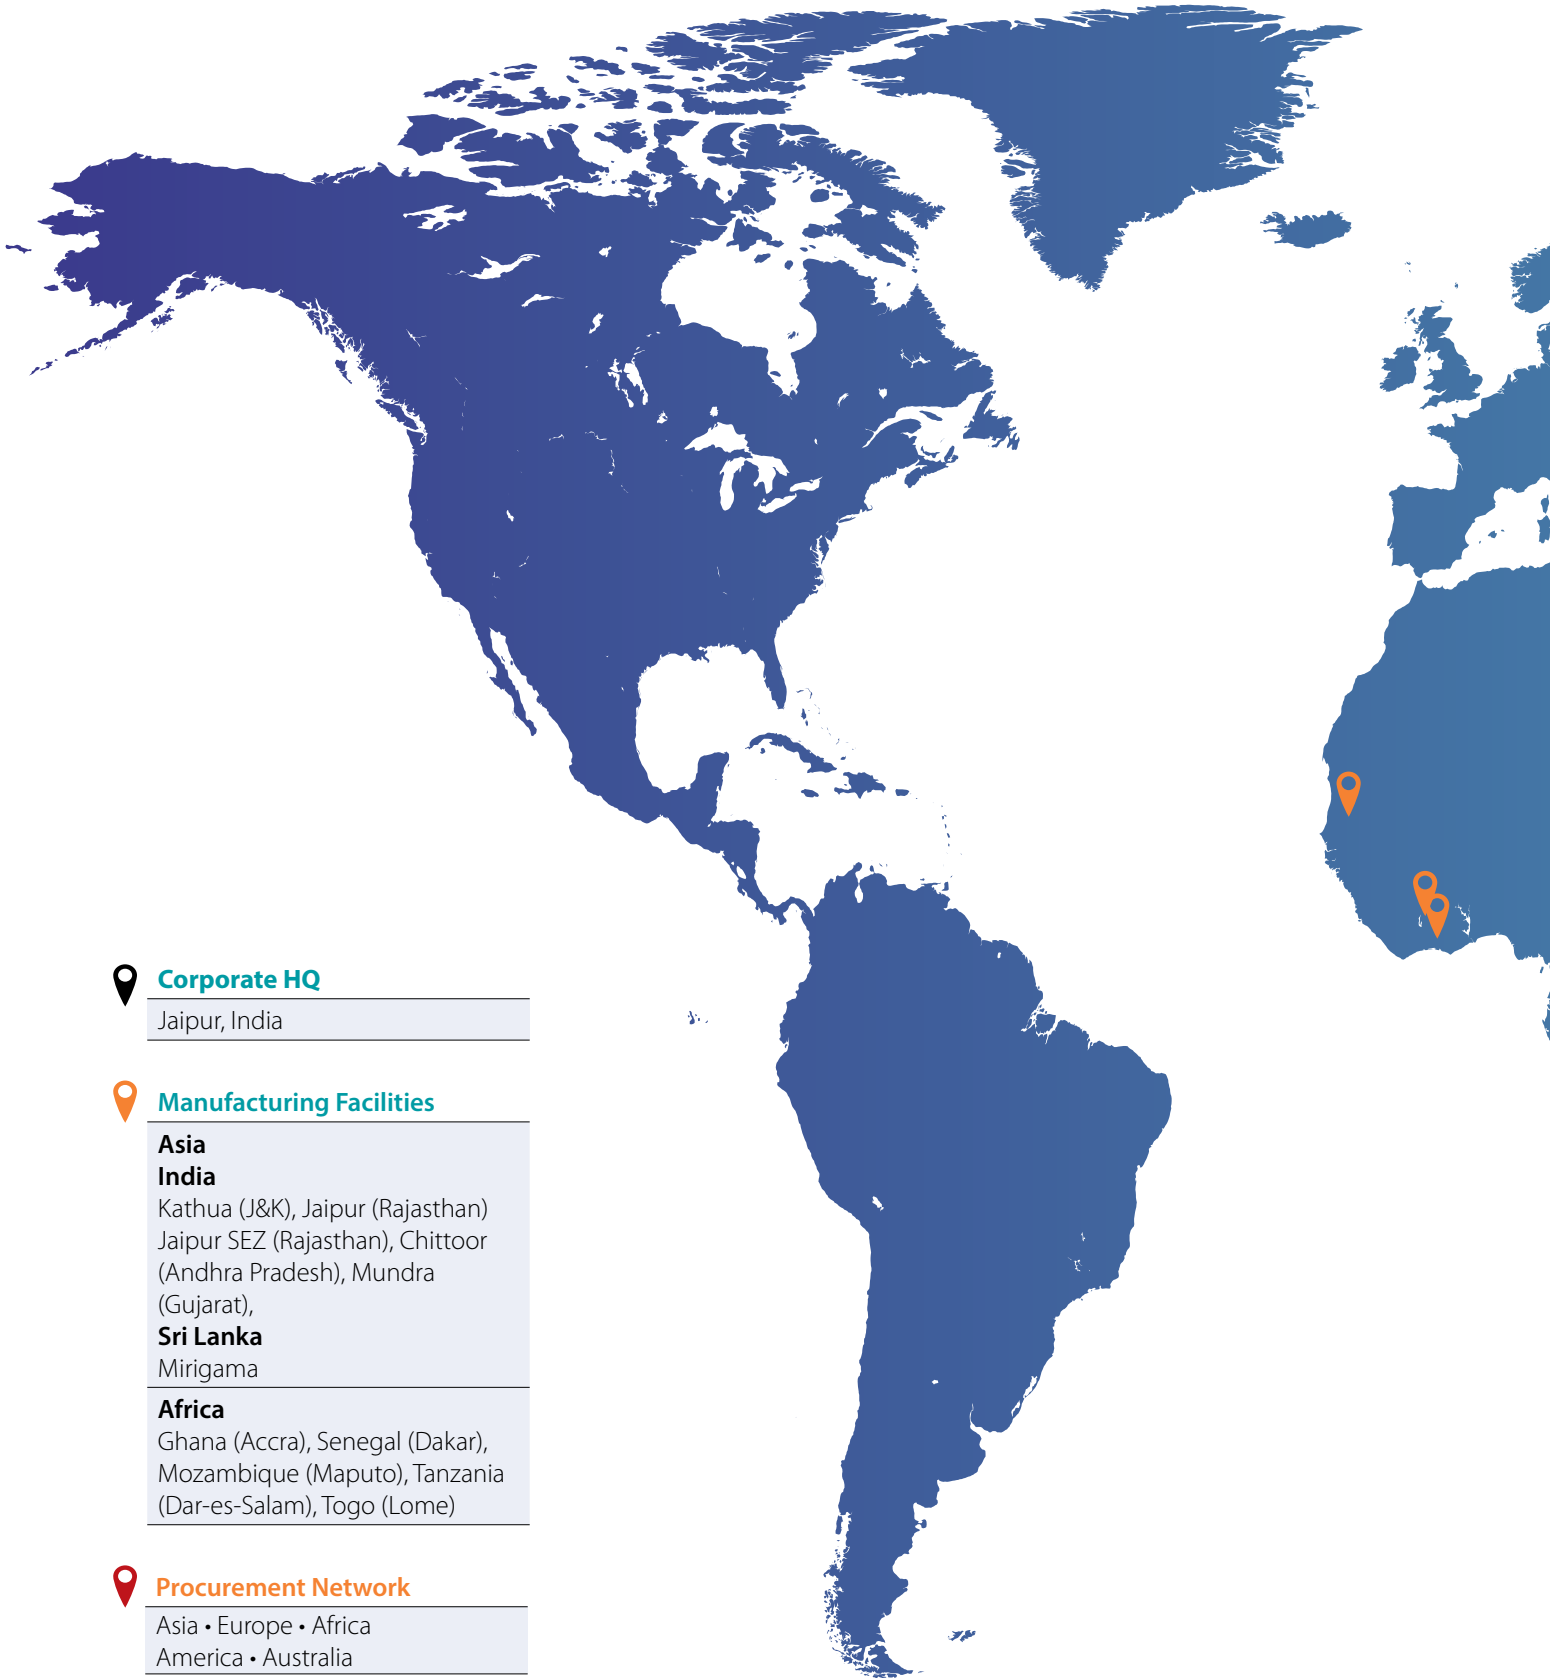 Corporate HQ
Jaipur, India
Manufacturing Facilities
Asia
India
Kathua (J&K), Jaipur (Rajasthan)
Jaipur SEZ (Rajasthan), Chittoor
(Andhra Pradesh), Mundra
(Gujarat),
Sri Lanka
Mirigama
Africa
Ghana (Accra), Senegal (Dakar),
Mozambique (Maputo), Tanzania
(Dar-es-Salam), Togo (Lome)
Procurement Network
Asia • Europe • Africa
America • Australia